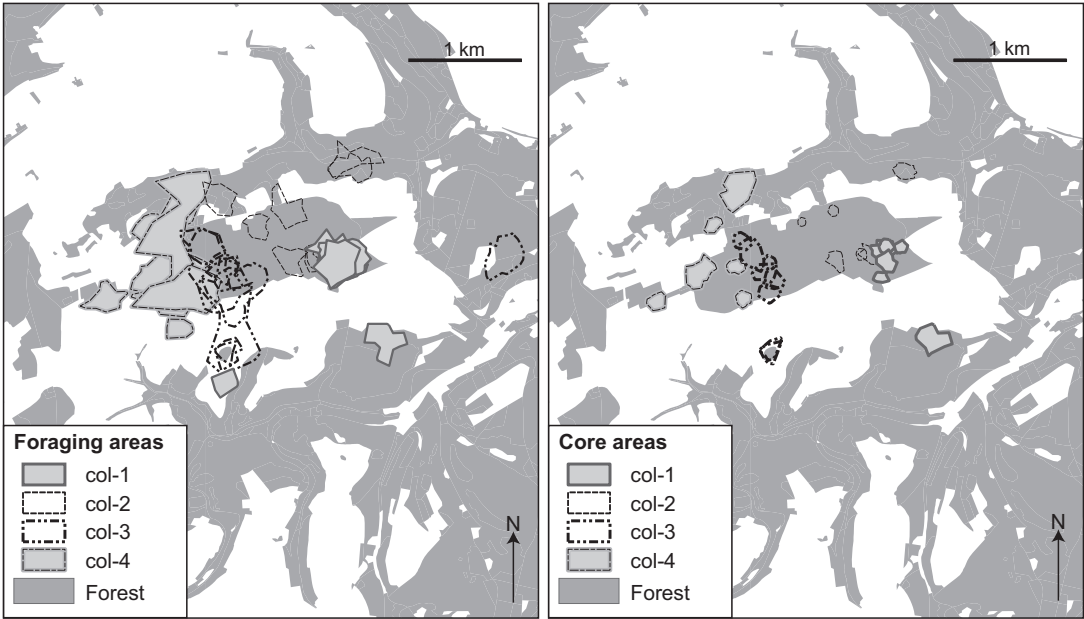 1 km
Foraging areas
col-1
col-2
col-3
col-4
Forest
N
1 km
Core areas
col-1
col-2
col-3
col-4
Forest
N